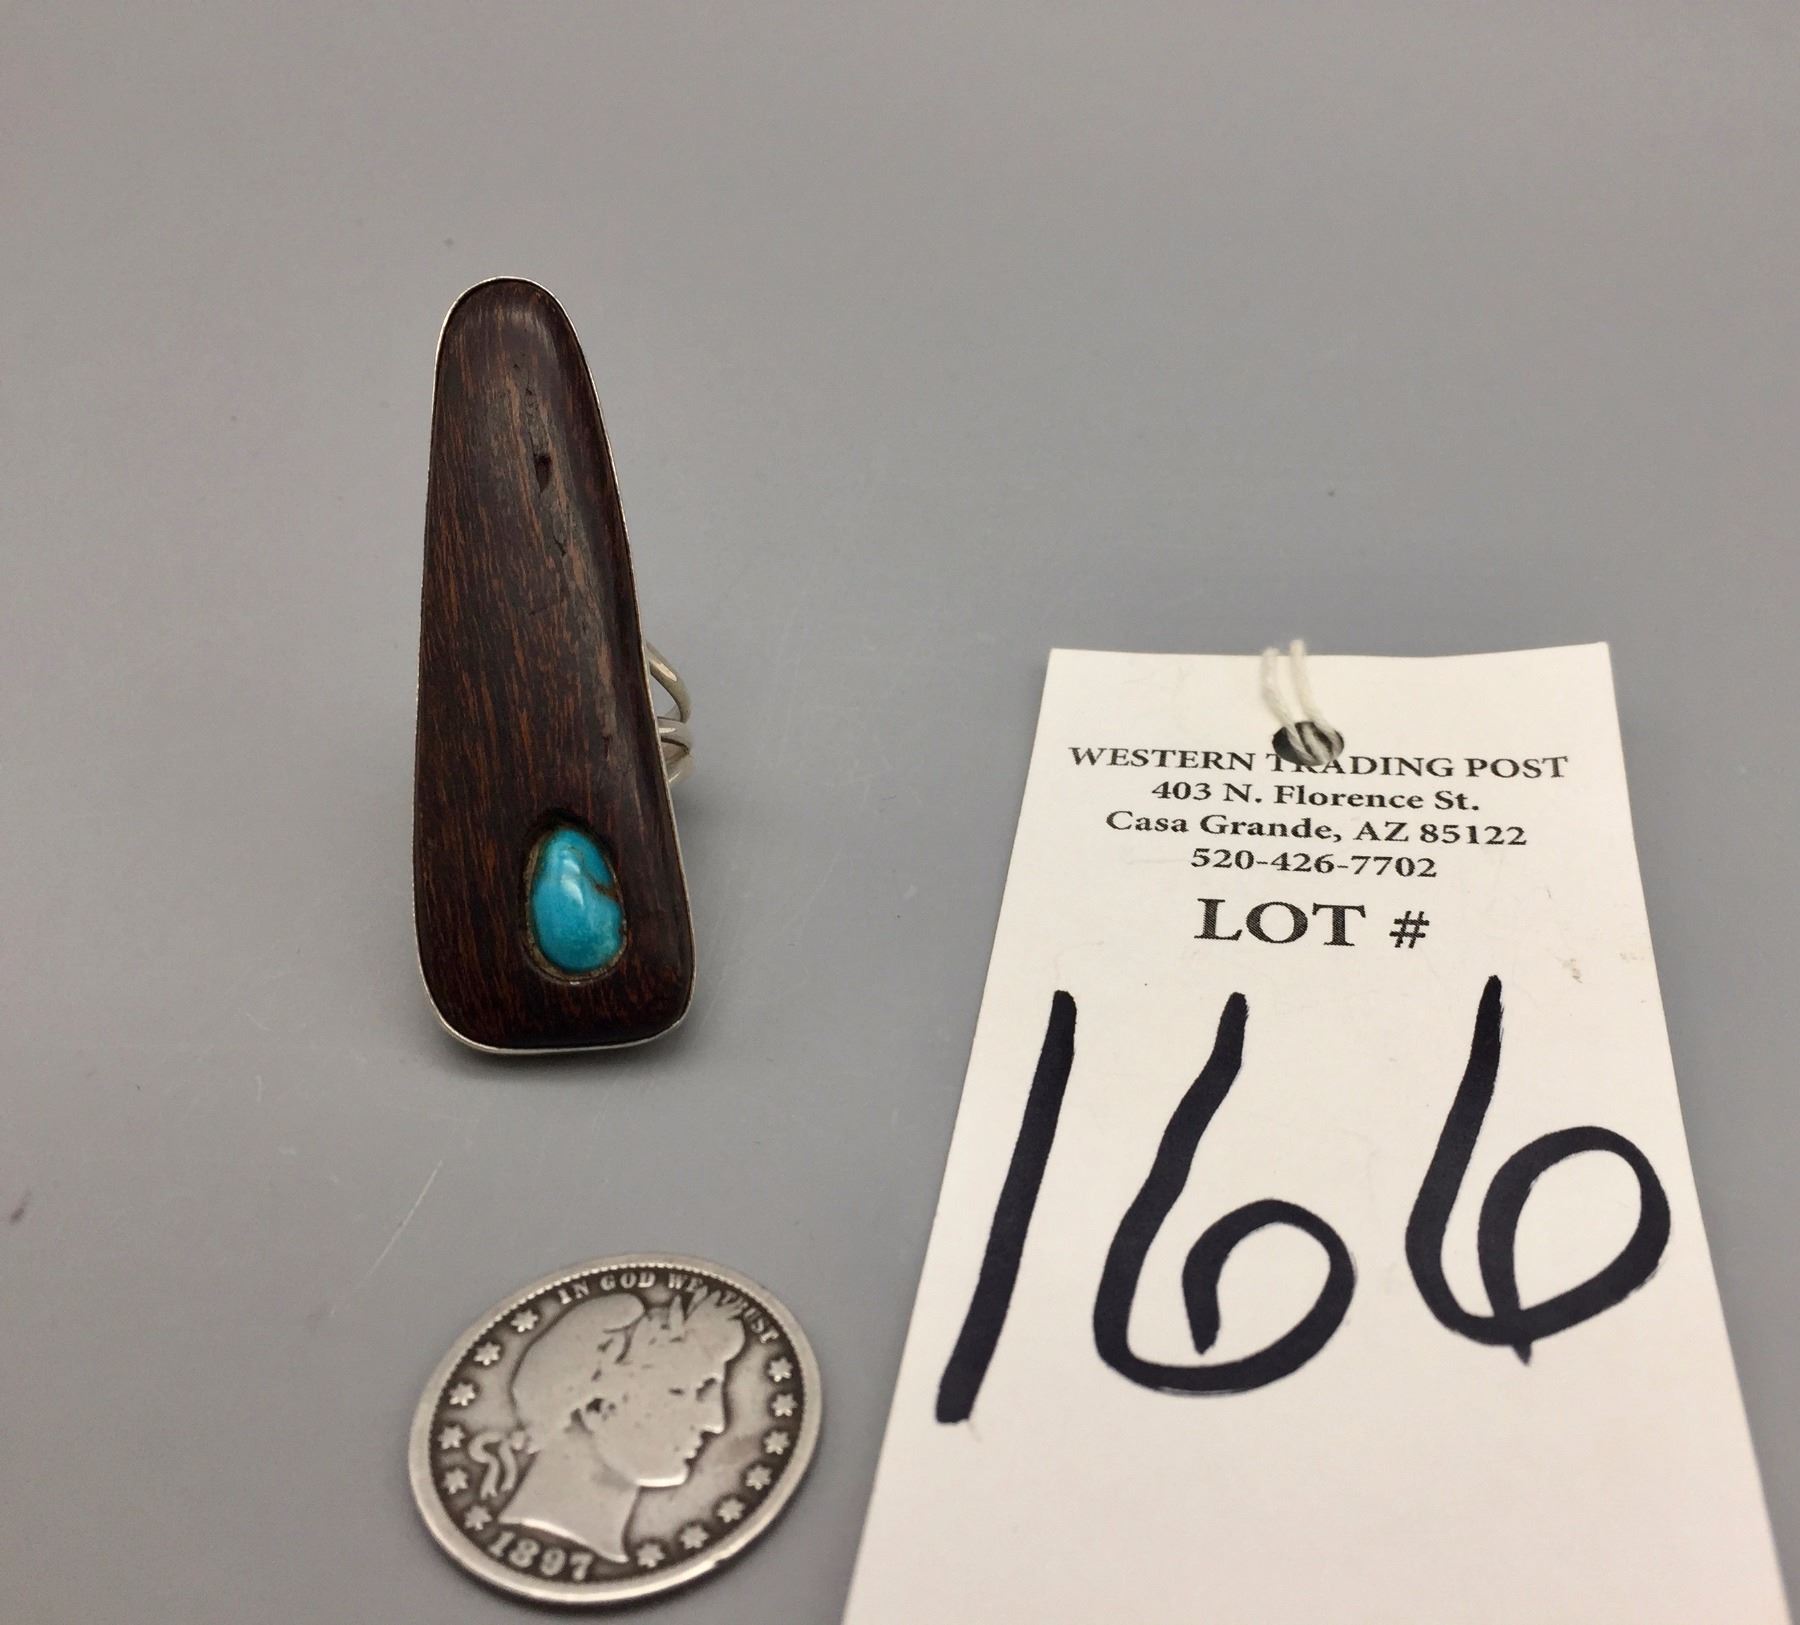 WESTERN TRADING POST
403 N. Florence St.
Casa Grande, AZ 85122
520-426-7702
LOT #
166
IN GOD WE TRUST
1897